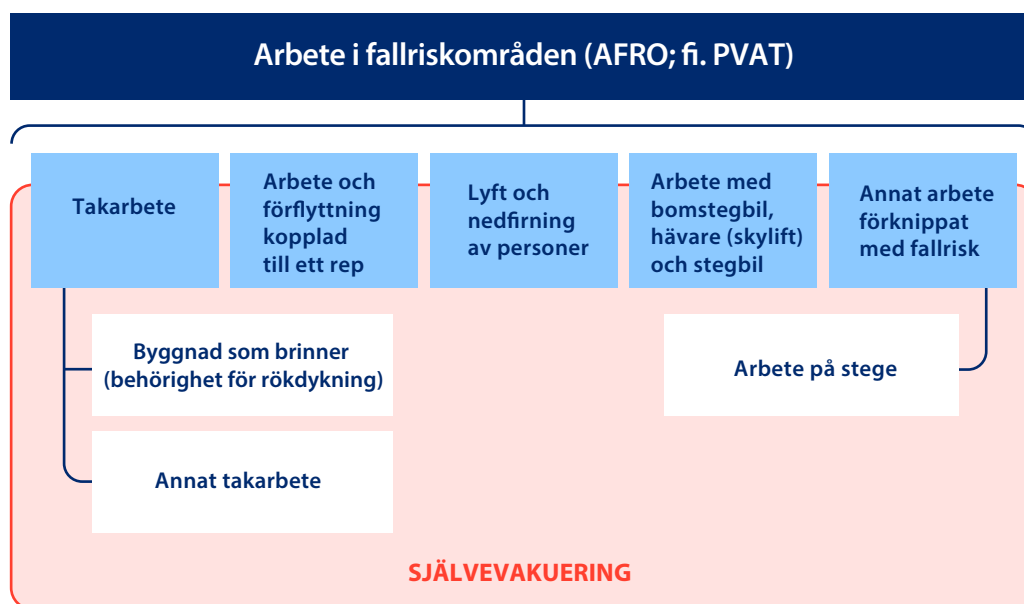 Arbete i fallriskområden (AFRO; fi. PVAT)
Takarbete
Arbete och
förflyttning
kopplad
till ett rep
Lyft och
nedfirning
av personer
Arbete med
bomstegbil,
hävare (skylift)
och stegbil
Annat arbete
förknippat
med fallrisk
Byggnad som brinner
(behörighet för rökdykning)
Arbete på stege
Annat takarbete
SJÄLVEVAKUERING